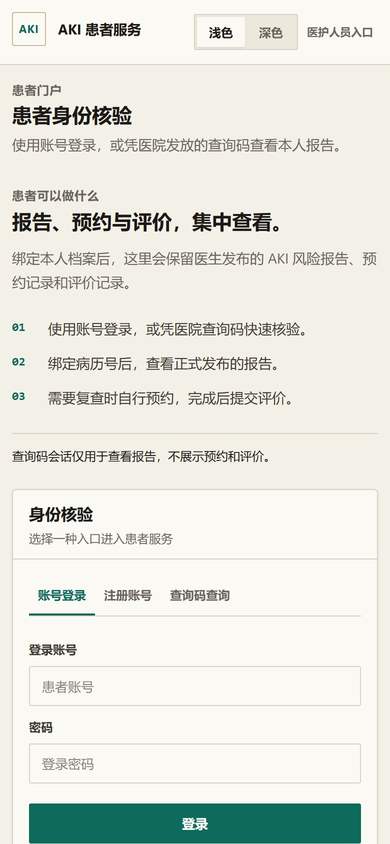 AKI
AKI 患者服务
浅色
深色
医护人员入口
患者门户
患者身份核验
使用账号登录，或凭医院发放的查询码查看本人报告。
患者可以做什么
报告、预约与评价，集中查看。
绑定本人档案后，这里会保留医生发布的 AKI 风险报告、预
约记录和评价记录。
01 使用账号登录，或凭医院查询码快速核验。
02 绑定病历号后，查看正式发布的报告。
03 需要复查时自行预约，完成后提交评价。
查询码会话仅用于查看报告，不展示预约和评价。
身份核验
选择一种入口进入患者服务
账号登录
注册账号
查询码查询
登录账号
患者账号
密码
登录密码
登录